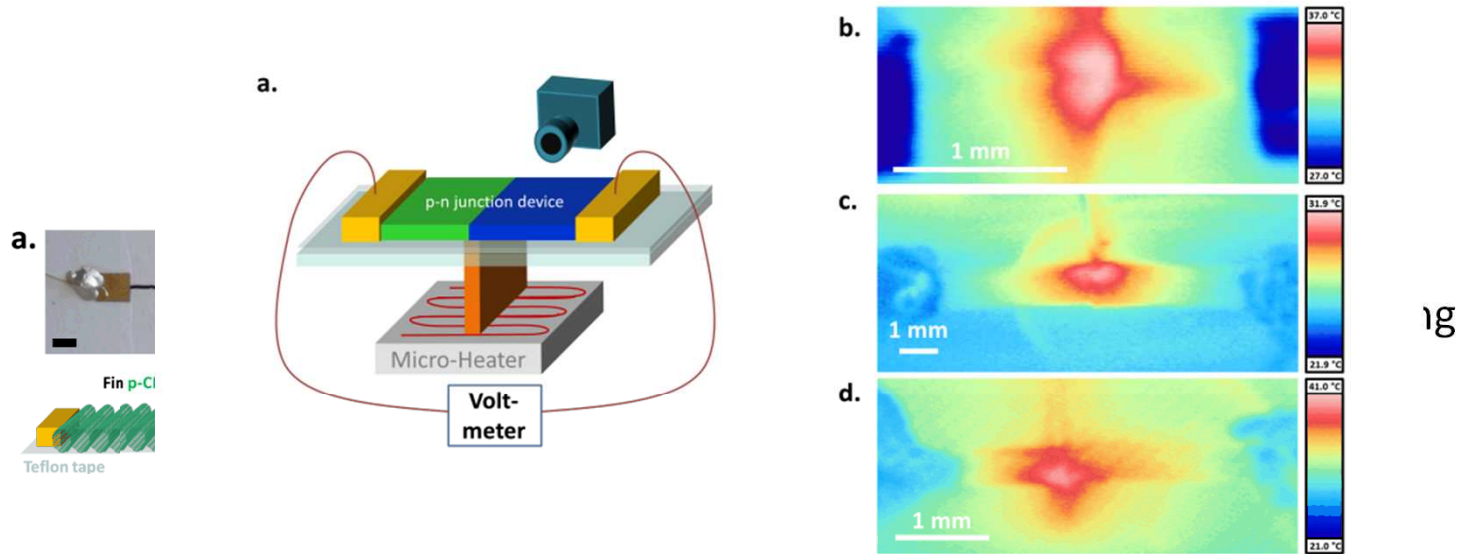 a.
Fin p-Cl
Teflon tape
a.
p-n junction device
Micro-Heater
Volt-
meter
b.
1 mm
37.0 °C
27.0 °C
c.
1 mm
31.9 °C
21.9 °C
d.
1 mm
41.0 °C
21.0 °C